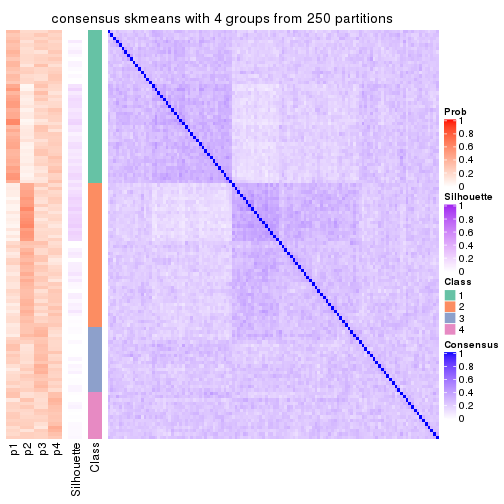 consensus skmeans with 4 groups from 250 partitions
Prob
1
0.8
0.6
0.4
0.2
0
Silhouette
1
0.8
0.6
0.4
0.2
0
Class
1
2
3
4
Consensus
1
0.8
0.6
0.4
0.2
0
p1
p2
p3
p4
Silhouette
Class